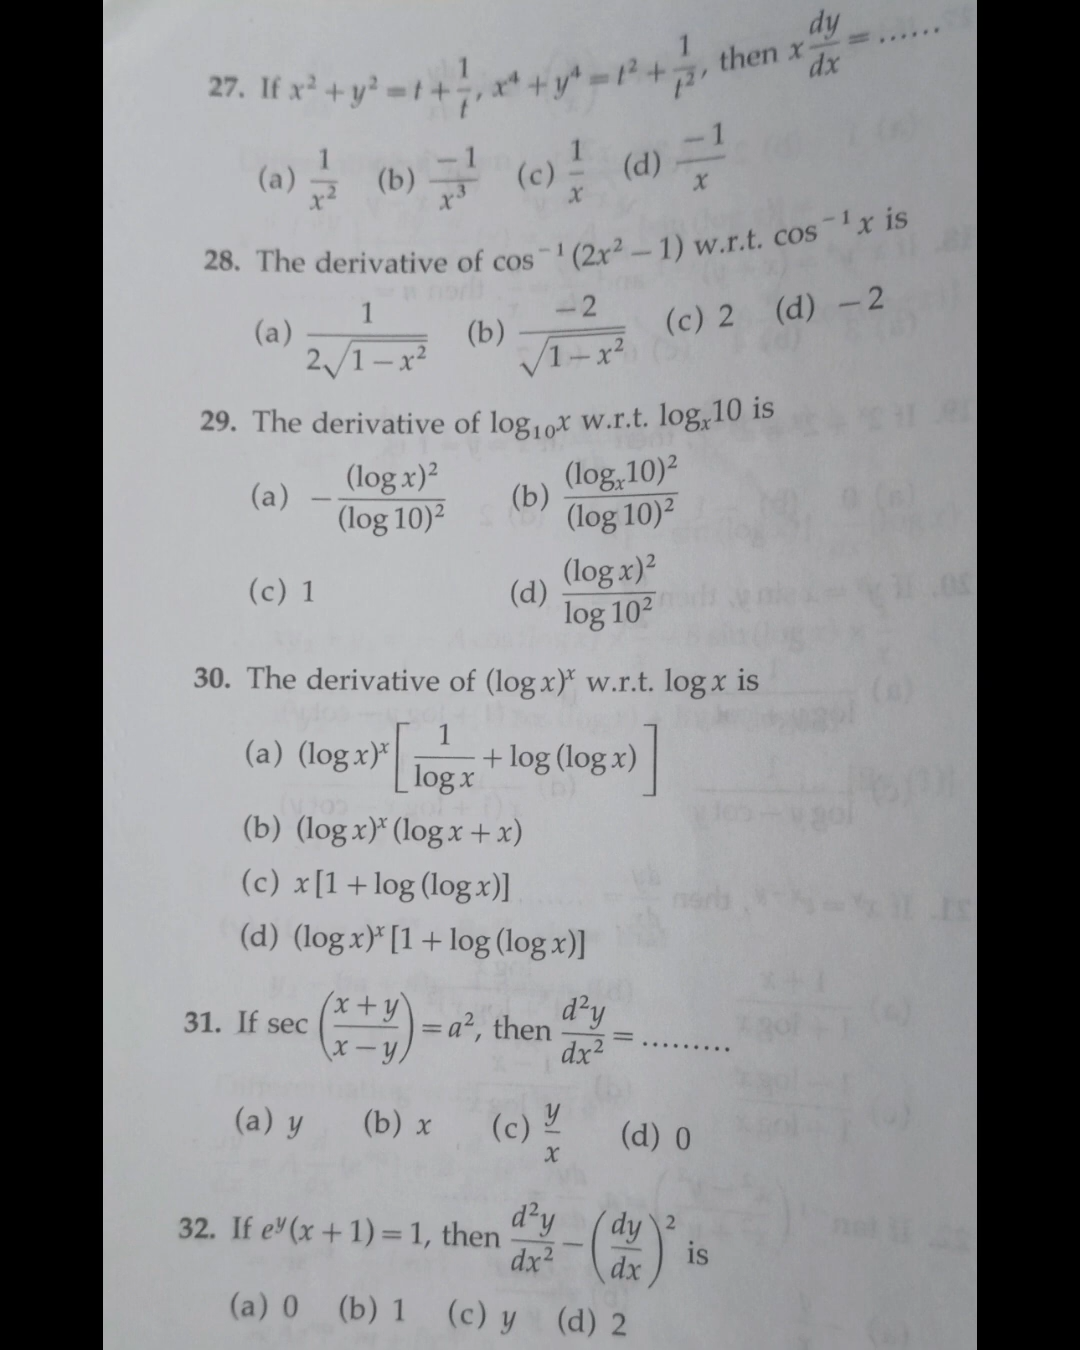 27. If x² + y² = t + 1/t, x⁴ + y⁴ = t² + 1/t², then x dy/dx = ......
(a) 1/x² (b) -1/x³ (c) 1/x (d) -1/x
28. The derivative of cos⁻¹(2x² − 1) w.r.t. cos⁻¹x is
(a) 1/(2√(1 − x²)) (b) −2/√(1 − x²) (c) 2 (d) −2
29. The derivative of log₁₀x w.r.t. logₓ10 is
(a) −(log x)²/(log 10)² (b) (logₓ10)²/(log 10)²
(c) 1 (d) (log x)²/log 10²
30. The derivative of (log x)ˣ w.r.t. log x is
(a) (log x)ˣ [1/log x + log (log x)]
(b) (log x)ˣ (log x + x)
(c) x [1 + log (log x)]
(d) (log x)ˣ [1 + log (log x)]
31. If sec ((x + y)/(x − y)) = a², then d²y/dx² = .........
(a) y (b) x (c) y/x (d) 0
32. If eʸ(x + 1) = 1, then d²y/dx² − (dy/dx)² is
(a) 0 (b) 1 (c) y (d) 2